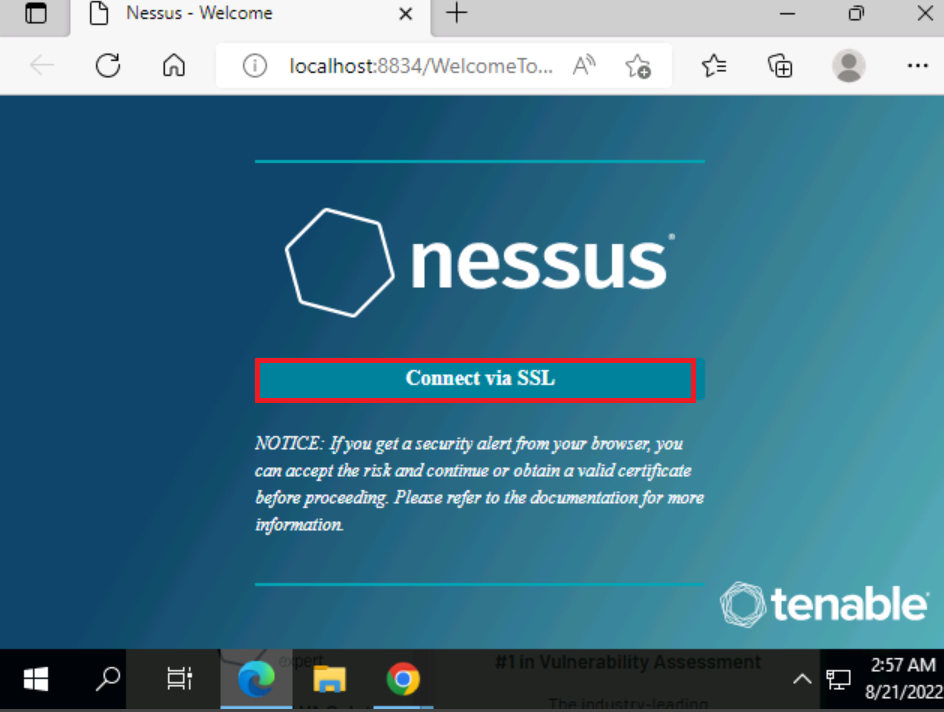 Nessus - Welcome
localhost:8834/WelcomeTo...
nessus®
Connect via SSL
NOTICE: If you get a security alert from your browser, you
can accept the risk and continue or obtain a valid certificate
before proceeding. Please refer to the documentation for more
information.
tenable
expert
#1 in Vulnerability Assessment
The industry-leading
2:57 AM
8/21/2022